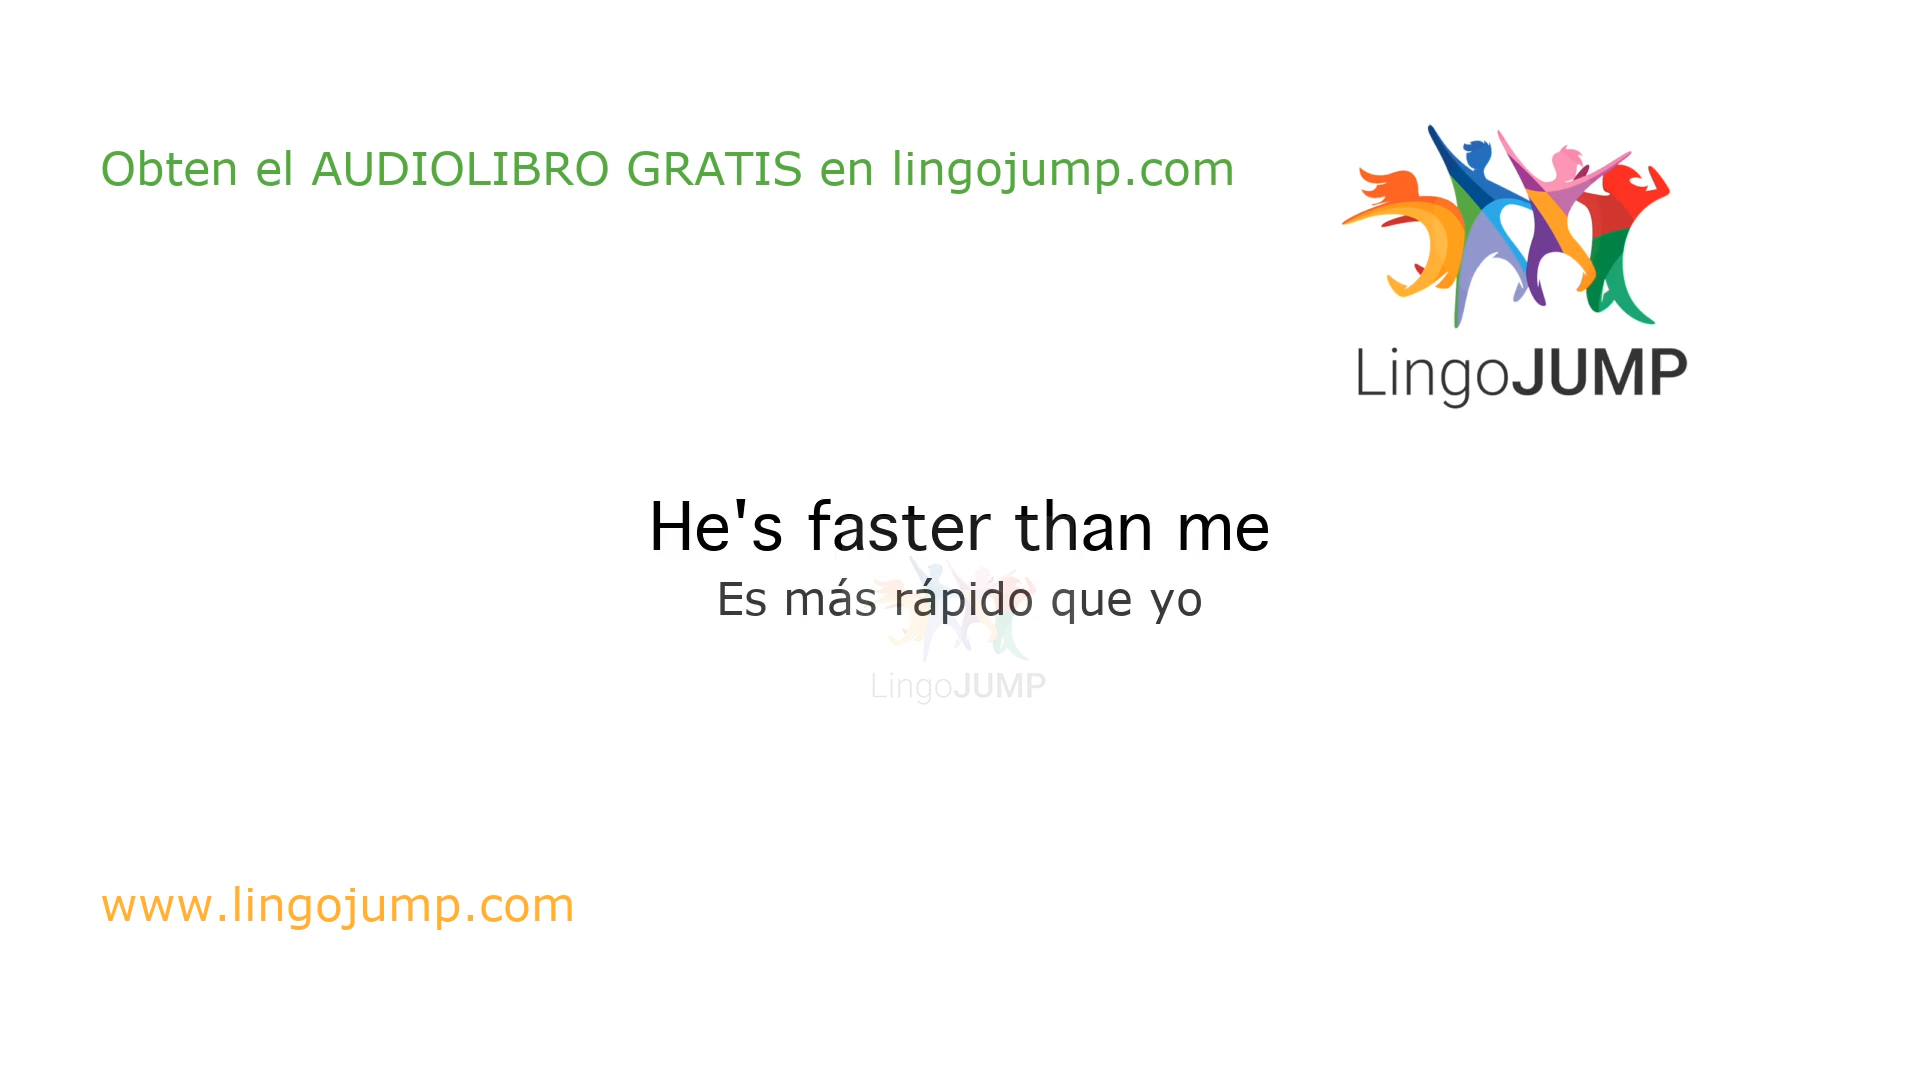 Obten el AUDIOLIBRO GRATIS en lingojump.com
LingoJUMP
He's faster than me
Es más rápido que yo
LingoJUMP
www.lingojump.com